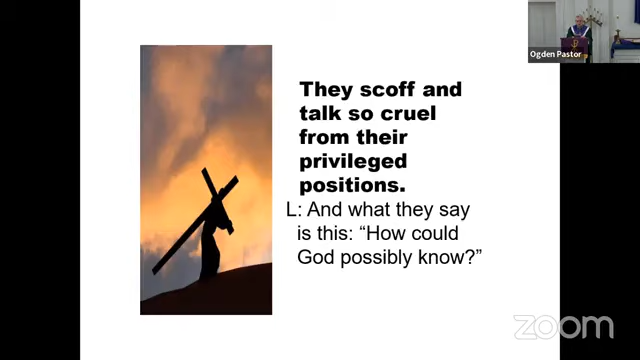 They scoff and
talk so cruel
from their
privileged
positions.
L: And what they say
is this: “How could
God possibly know?”
Ogden Pastor
zoom